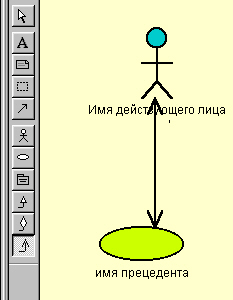 A
Имя действующего лица
имя прецедента